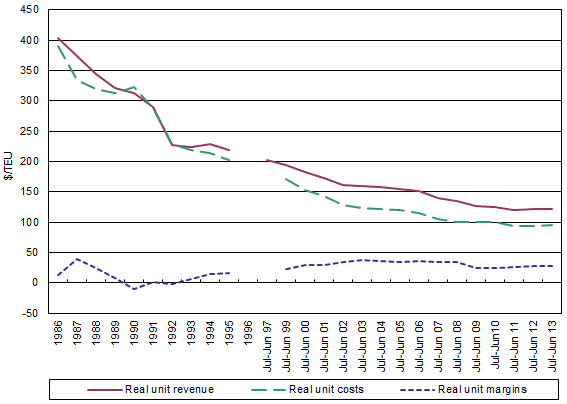 450
400
350
300
250
200
150
100
50
0
-50
$/TEU
1986
1987
1988
1989
1990
1991
1992
1993
1994
1995
1996
Jul-Jun 97
Jul-Jun 99
Jul-Jun 00
Jul-Jun 01
Jul-Jun 02
Jul-Jun 03
Jul-Jun 04
Jul-Jun 05
Jul-Jun 06
Jul-Jun 07
Jul-Jun 08
Jul-Jun 09
Jul-Jun10
Jul-Jun 11
Jul-Jun 12
Jul-Jun 13
Real unit revenue Real unit costs Real unit margins